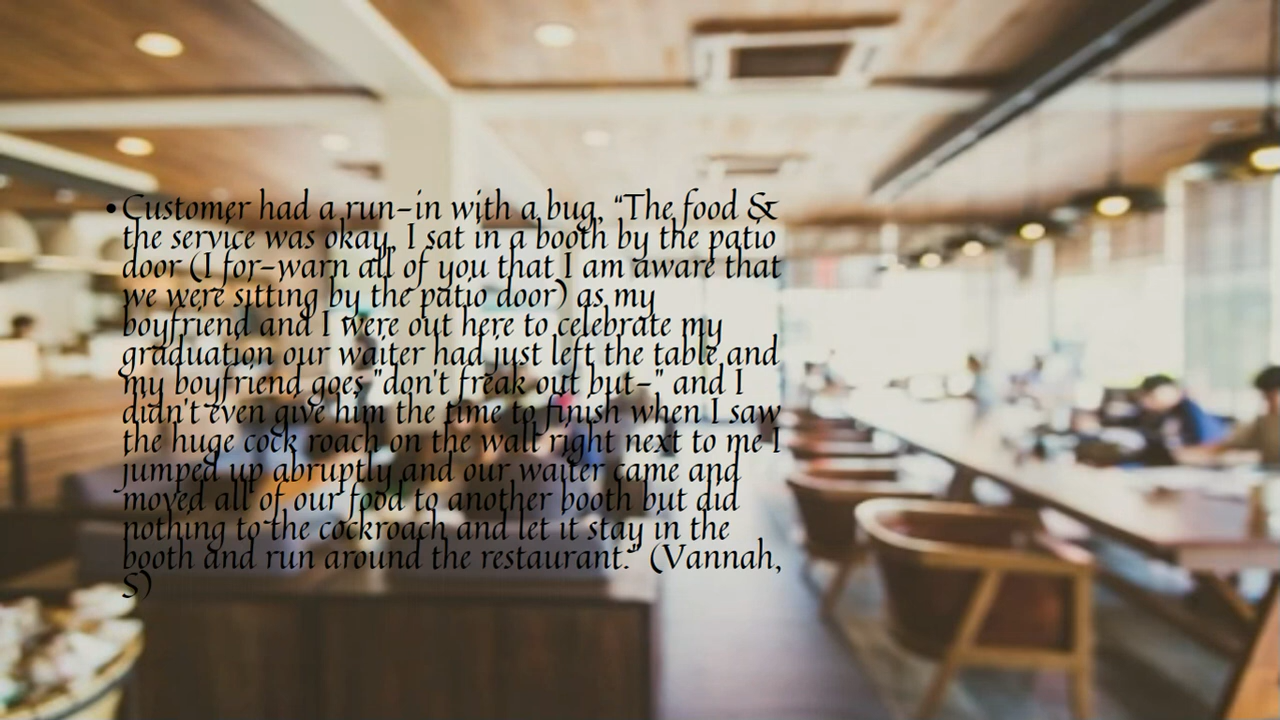 •Customer had a run-in with a bug, "The food &
the service was okay, I sat in a booth by the patio
door (I for-warn all of you that I am aware that
we were sitting by the patio door) as my
boyfriend and I were out here to celebrate my
graduation our waiter had just left the table and
my boyfriend goes "don't freak out but-" and I
didn't even give him the time to finish when I saw
the huge cock roach on the wall right next to me I
jumped up abruptly and our waiter came and
moved all of our food to another booth but did
nothing to the cockroach and let it stay in the
booth and run around the restaurant." (Vannah,
S)